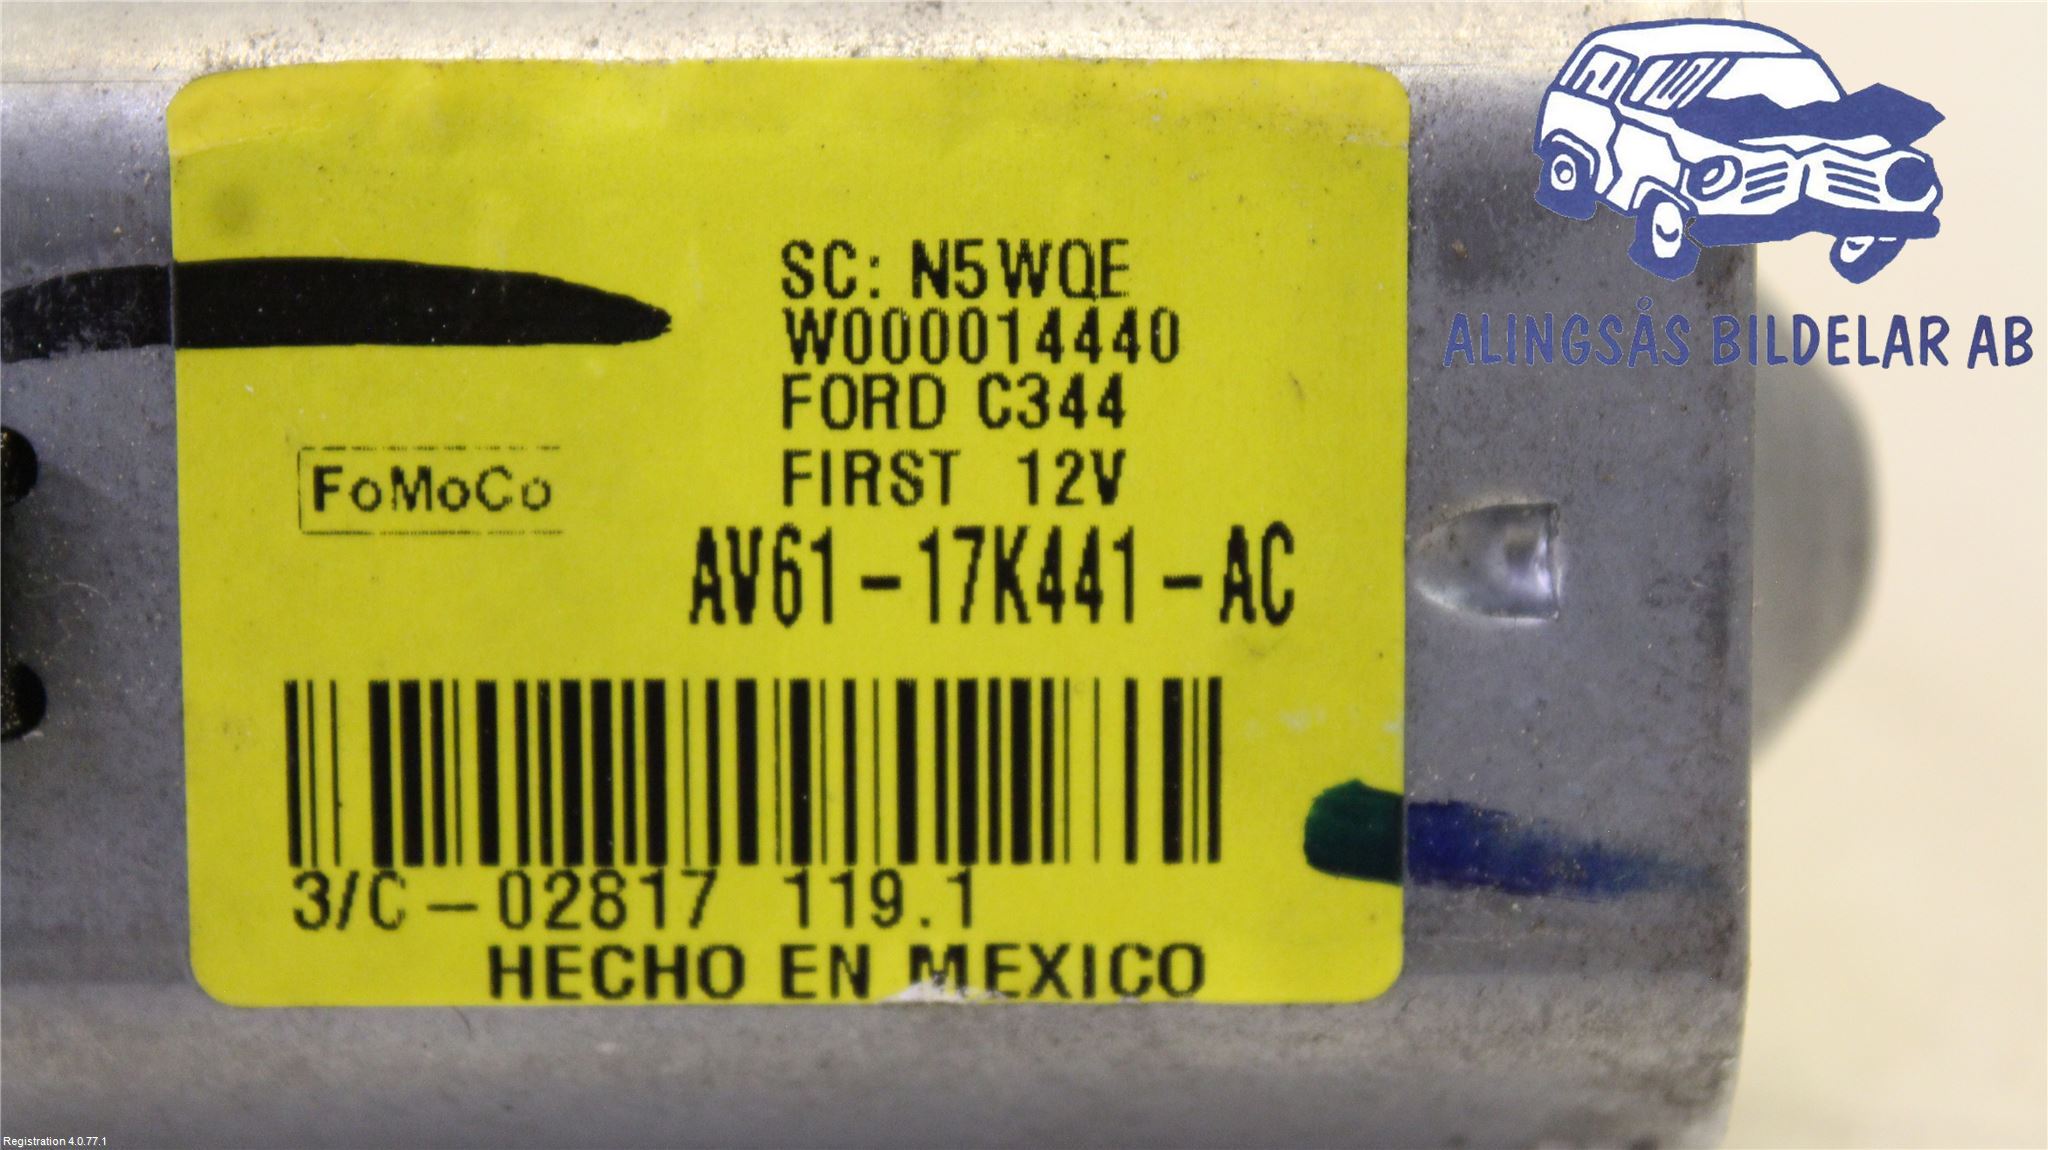 SC: N5WQE
W000014440
FORD C344
FIRST 12V
FoMoCo
AV61-17K441-AC
3/C-02817 119.1
HECHO EN MEXICO
ALINGSÅS BILDELAR AB
Registration 4.0.77.1